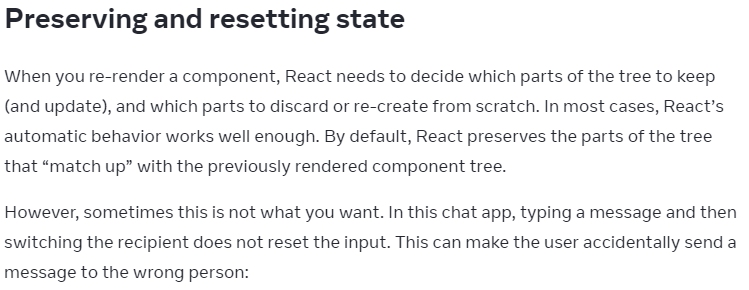 Preserving and resetting state
When you re-render a component, React needs to decide which parts of the tree to keep
(and update), and which parts to discard or re-create from scratch. In most cases, React’s
automatic behavior works well enough. By default, React preserves the parts of the tree
that “match up” with the previously rendered component tree.
However, sometimes this is not what you want. In this chat app, typing a message and then
switching the recipient does not reset the input. This can make the user accidentally send a
message to the wrong person: